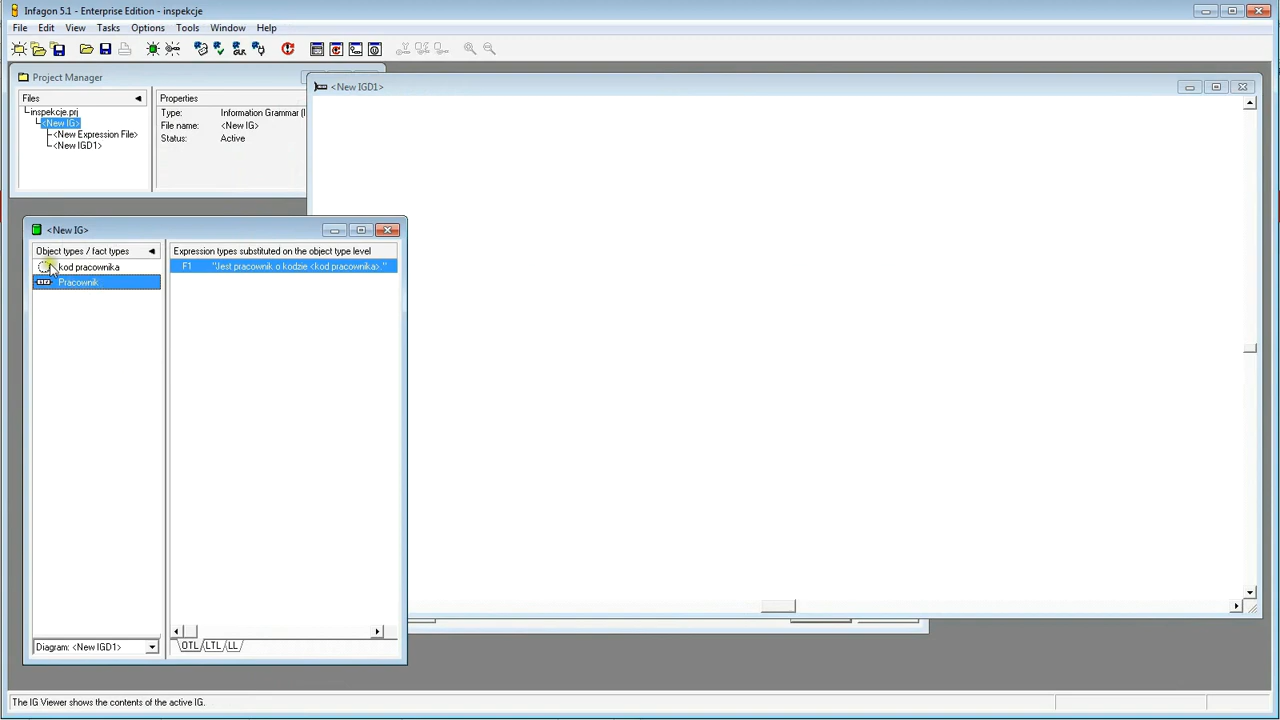 Infagon 5.1 - Enterprise Edition - inspekcje
File Edit View Tasks Options Window Help
Project Manager
Files
Properties
inspekcje.prj
<New IG>
<New Expression File>
<New IGD1>
Type: Information Grammar (I
File name: <New IG>
Status: Active
<New IGD1>
<New IG>
Object types / fact types
Expression types substituted on the object type level
kod pracownika
Pracownik
F1 "Jest pracownik o kodzie <kod pracownika>."
OTL LTL LL
Diagram: <New IGD1>
The IG Viewer shows the contents of the active IG.